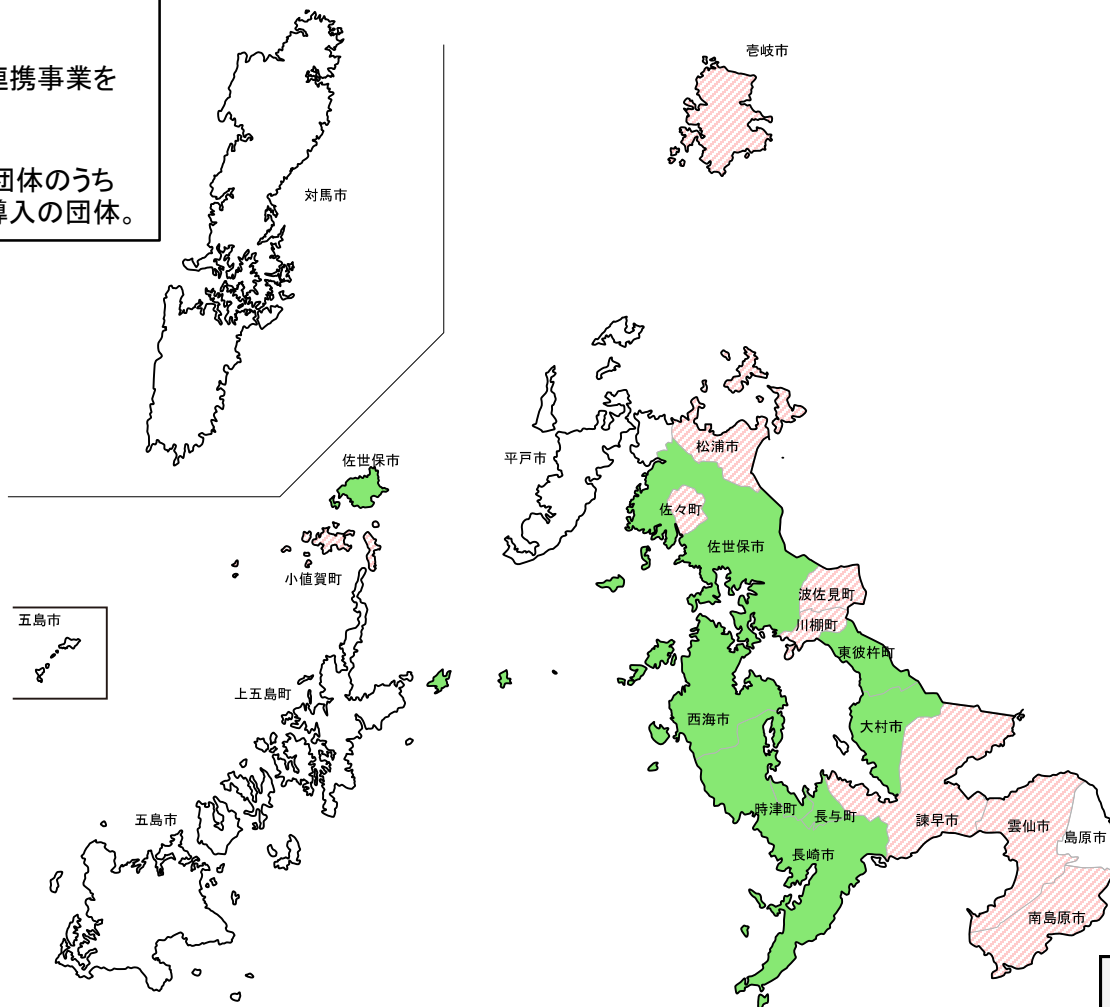 連携事業を
団体のうち
導入の団体。
壱岐市
対馬市
松浦市
平戸市
佐世保市
佐々町
佐世保市
小値賀町
波佐見町
川棚町
五島市
東彼杵町
上五島町
西海市
大村市
時津町
長与町
五島市
諫早市
雲仙市
島原市
長崎市
南島原市